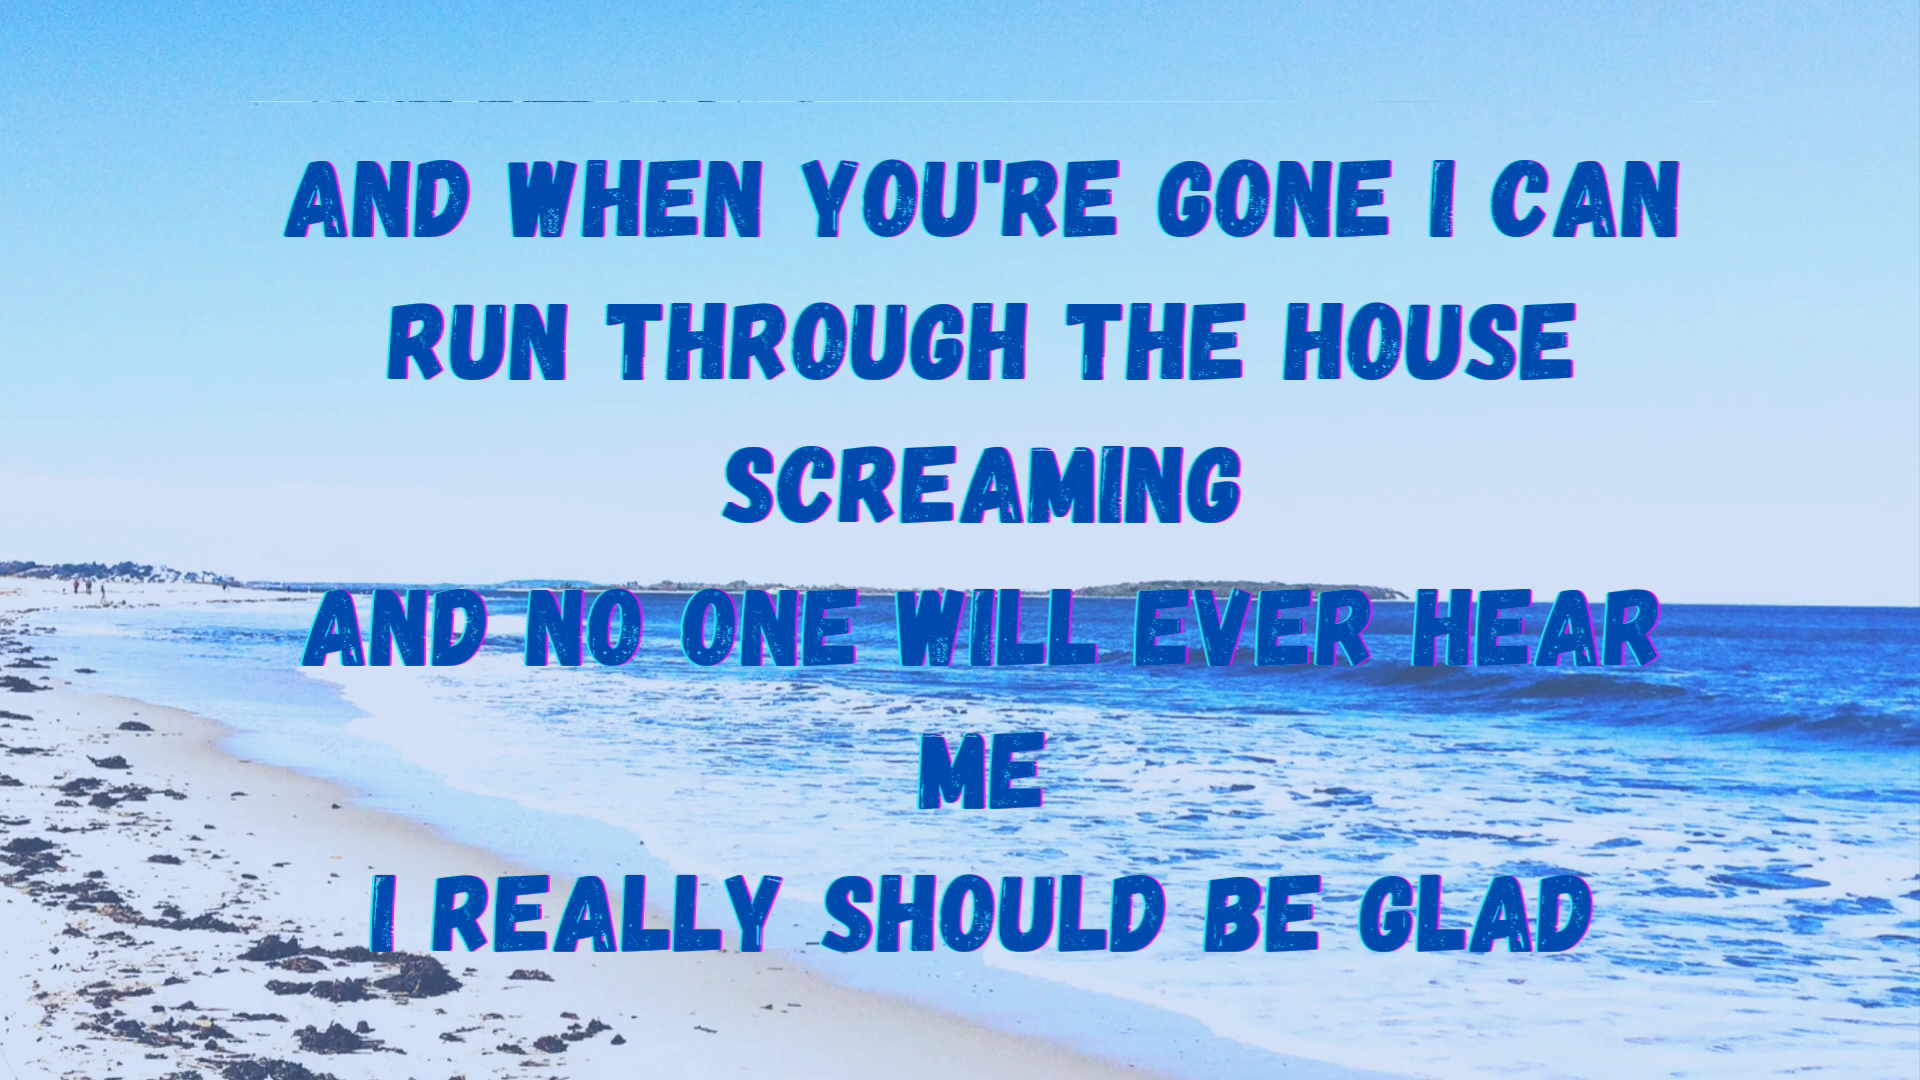 AND WHEN YOU'RE GONE I CAN
RUN THROUGH THE HOUSE
SCREAMING
AND NO ONE WILL EVER HEAR
ME
I REALLY SHOULD BE GLAD